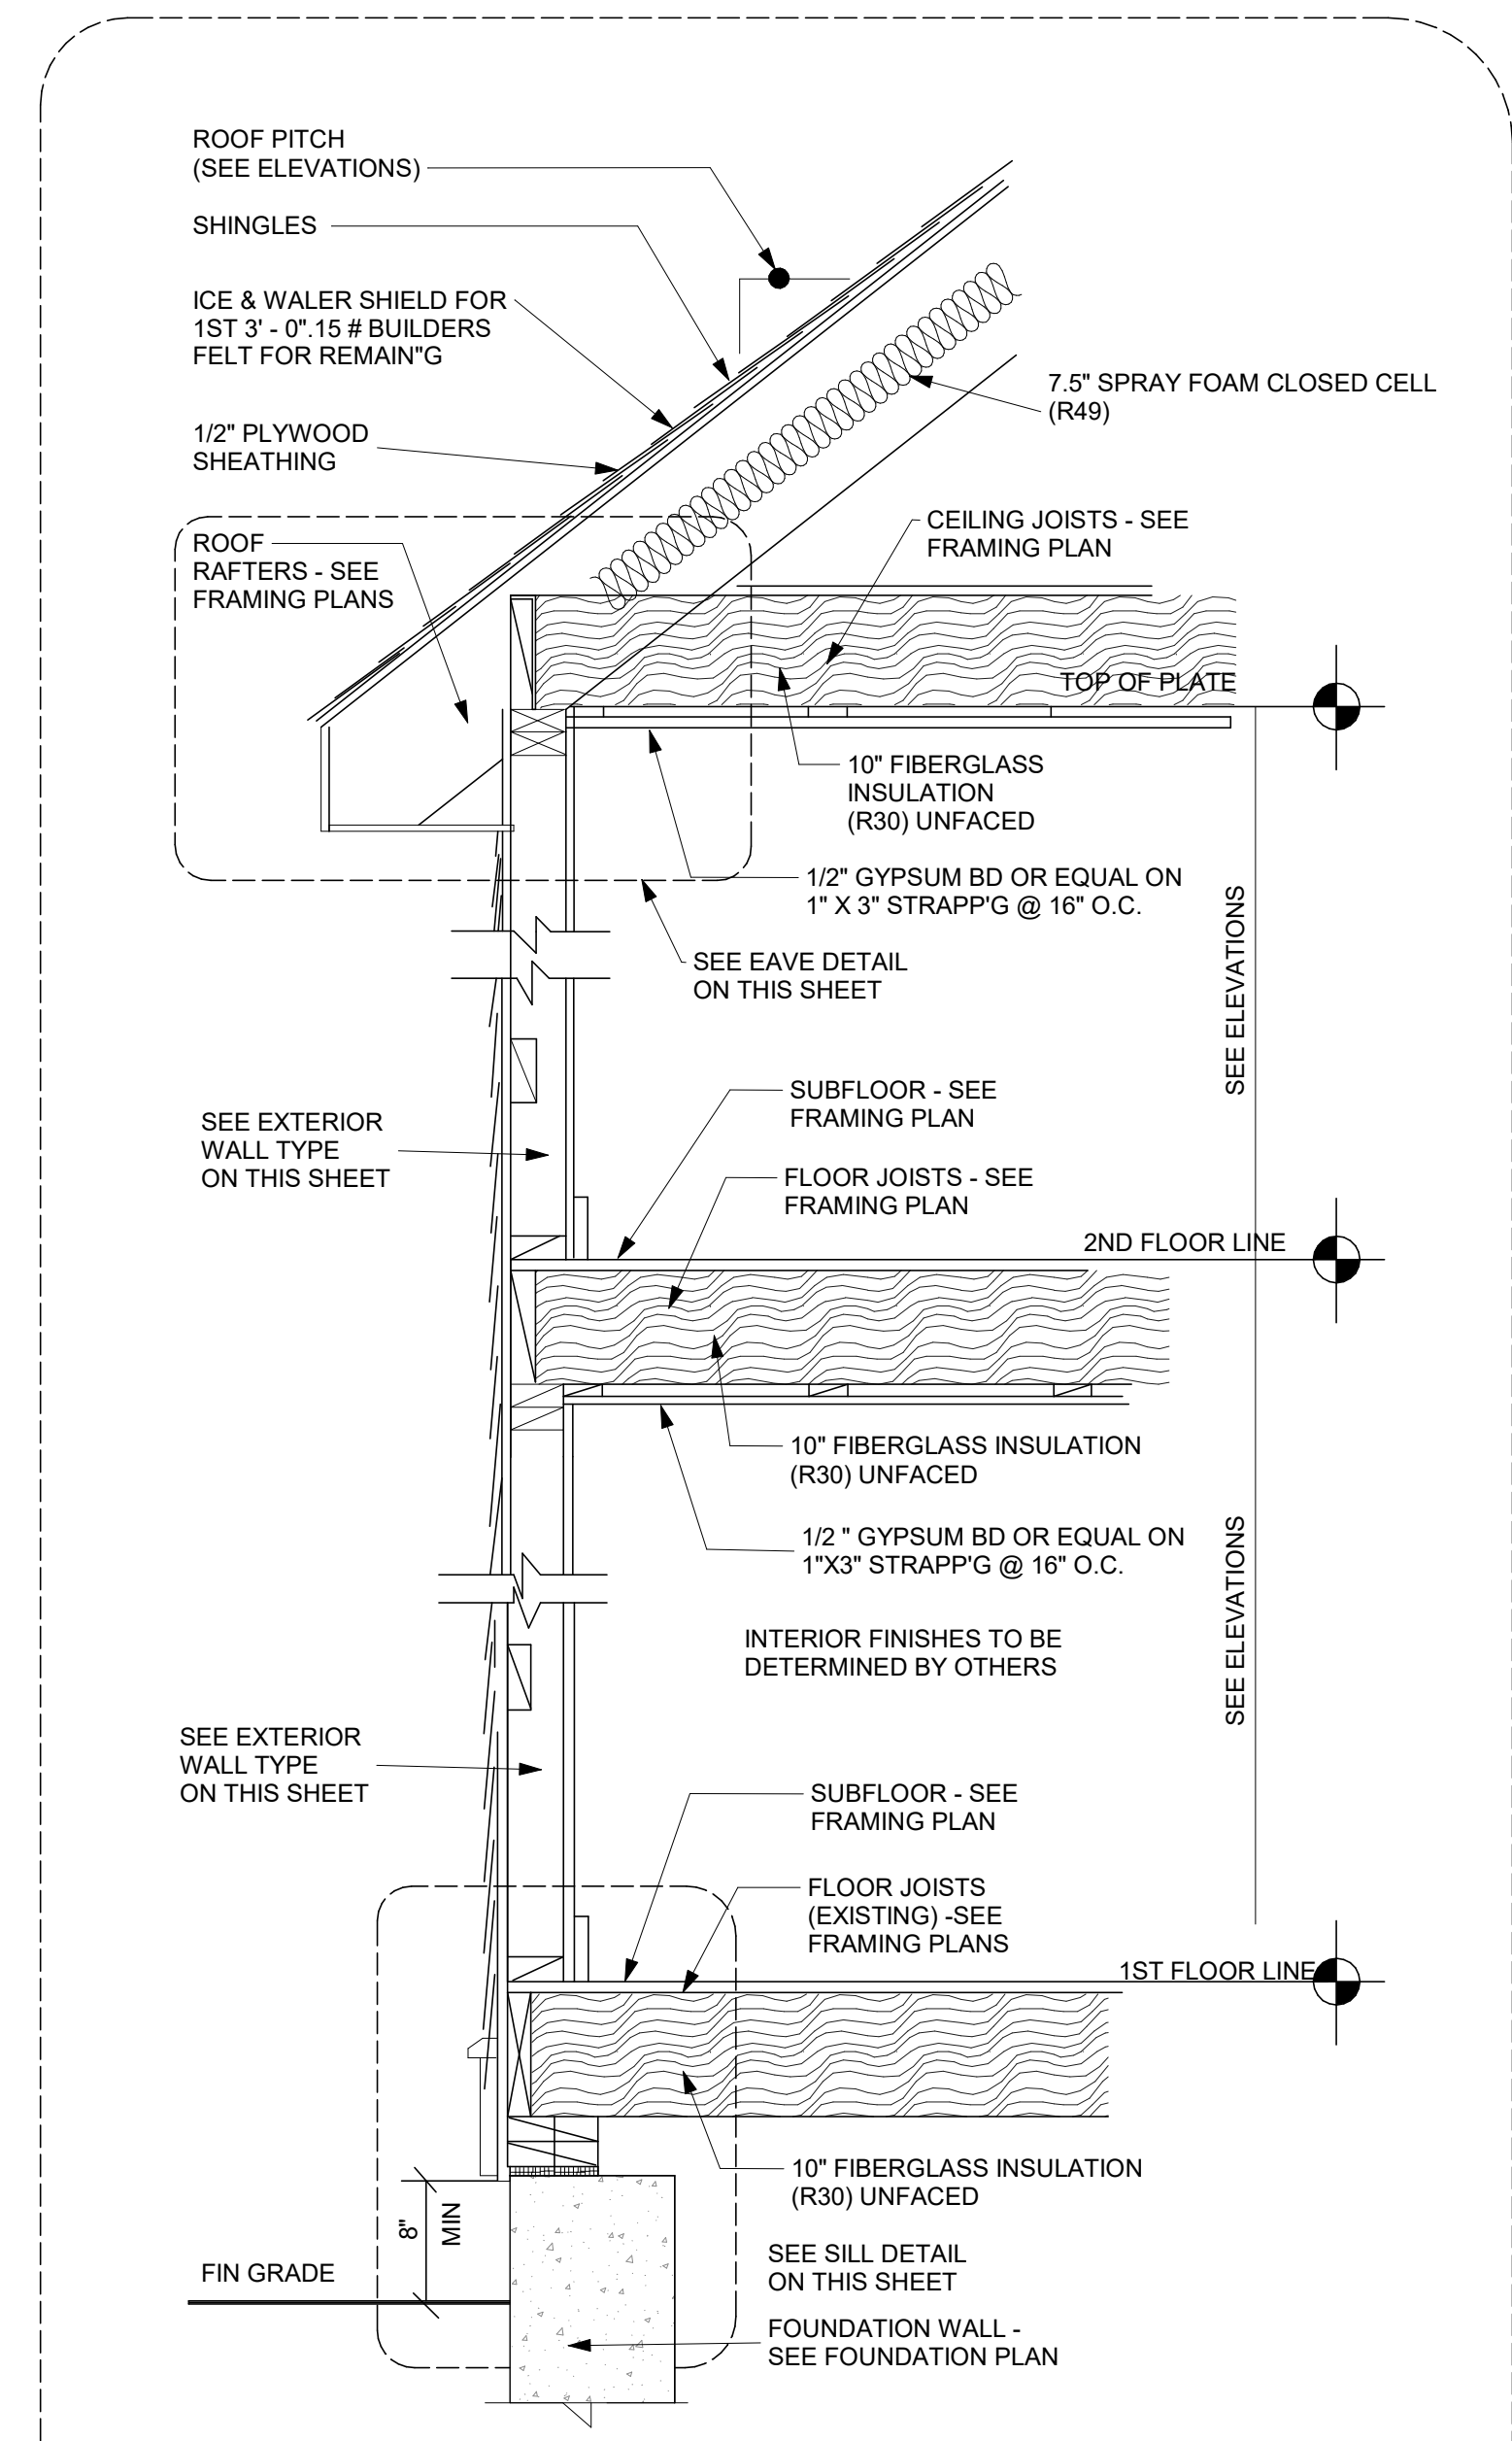 ROOF PITCH
(SEE ELEVATIONS)
SHINGLES
ICE & WALER SHIELD FOR
1ST 3' - 0".15 # BUILDERS
FELT FOR REMAIN"G
7.5" SPRAY FOAM CLOSED CELL
(R49)
1/2" PLYWOOD
SHEATHING
CEILING JOISTS - SEE
FRAMING PLAN
ROOF
RAFTERS - SEE
FRAMING PLANS
TOP OF PLATE
10" FIBERGLASS
INSULATION
(R30) UNFACED
1/2" GYPSUM BD OR EQUAL ON
1" X 3" STRAPP'G @ 16" O.C.
SEE EAVE DETAIL
ON THIS SHEET
SEE ELEVATIONS
SUBFLOOR - SEE
FRAMING PLAN
SEE EXTERIOR
WALL TYPE
ON THIS SHEET
FLOOR JOISTS - SEE
FRAMING PLAN
2ND FLOOR LINE
10" FIBERGLASS INSULATION
(R30) UNFACED
1/2 " GYPSUM BD OR EQUAL ON
1"X3" STRAPP'G @ 16" O.C.
SEE ELEVATIONS
INTERIOR FINISHES TO BE
DETERMINED BY OTHERS
SEE EXTERIOR
WALL TYPE
ON THIS SHEET
SUBFLOOR - SEE
FRAMING PLAN
FLOOR JOISTS
(EXISTING) -SEE
FRAMING PLANS
1ST FLOOR LINE
10" FIBERGLASS INSULATION
(R30) UNFACED
8"
MIN
FIN GRADE
SEE SILL DETAIL
ON THIS SHEET
FOUNDATION WALL -
SEE FOUNDATION PLAN